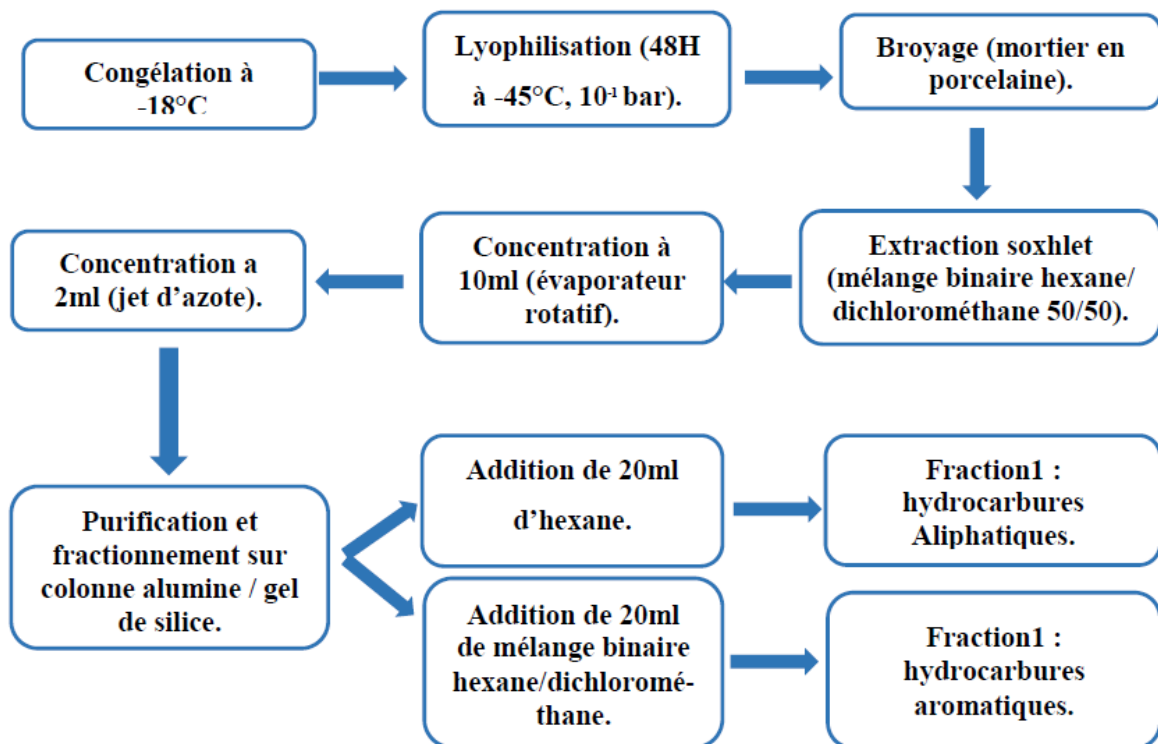 Congélation à
-18°C
Lyophilisation (48H
à -45°C, 10⁻¹ bar).
Broyage (mortier en
porcelaine).
Extraction soxhlet
(mélange binaire hexane/
dichlorométhane 50/50).
Concentration à
10ml (évaporateur
rotatif).
Concentration a
2ml (jet d'azote).
Purification et
fractionnement sur
colonne alumine / gel
de silice.
Addition de 20ml
d'hexane.
Fraction1 :
hydrocarbures
Aliphatiques.
Addition de 20ml
de mélange binaire
hexane/dichloromé-
thane.
Fraction1 :
hydrocarbures
aromatiques.